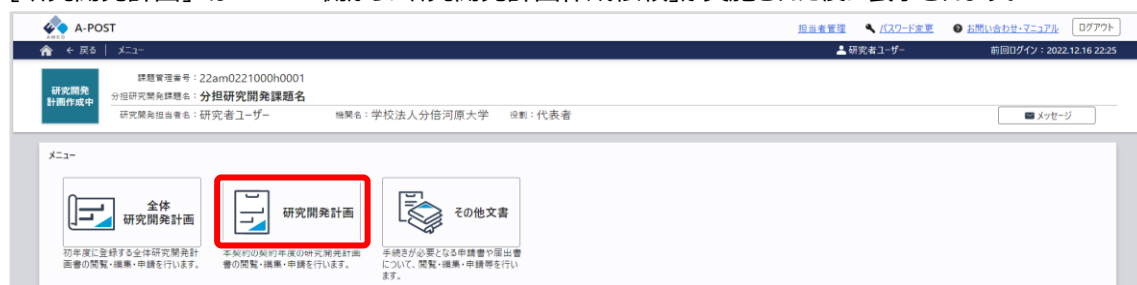 A-POST
AMED
担当者管理
パスワード変更
お問い合わせ・マニュアル
ログアウト
← 戻る
メニュー
研究者ユーザー
前回ログイン：2022.12.16 22:25
研究開発
計画作成中
課題管理番号：22am0221000h0001
分担研究開発課題名：分担研究開発課題名
研究開発担当者名：研究者ユーザー 機関名：学校法人分倍河原大学 役割：代表者
メッセージ
メニュー
全体
研究開発計画
初年度に登録する全体研究開発計
画書の閲覧・編集・申請を行います。
研究開発計画
本契約の契約年度の研究開発計画
書の閲覧・編集・申請を行います。
その他文書
手続きが必要となる申請書や届出書
について、閲覧・編集・申請等を行い
ます。